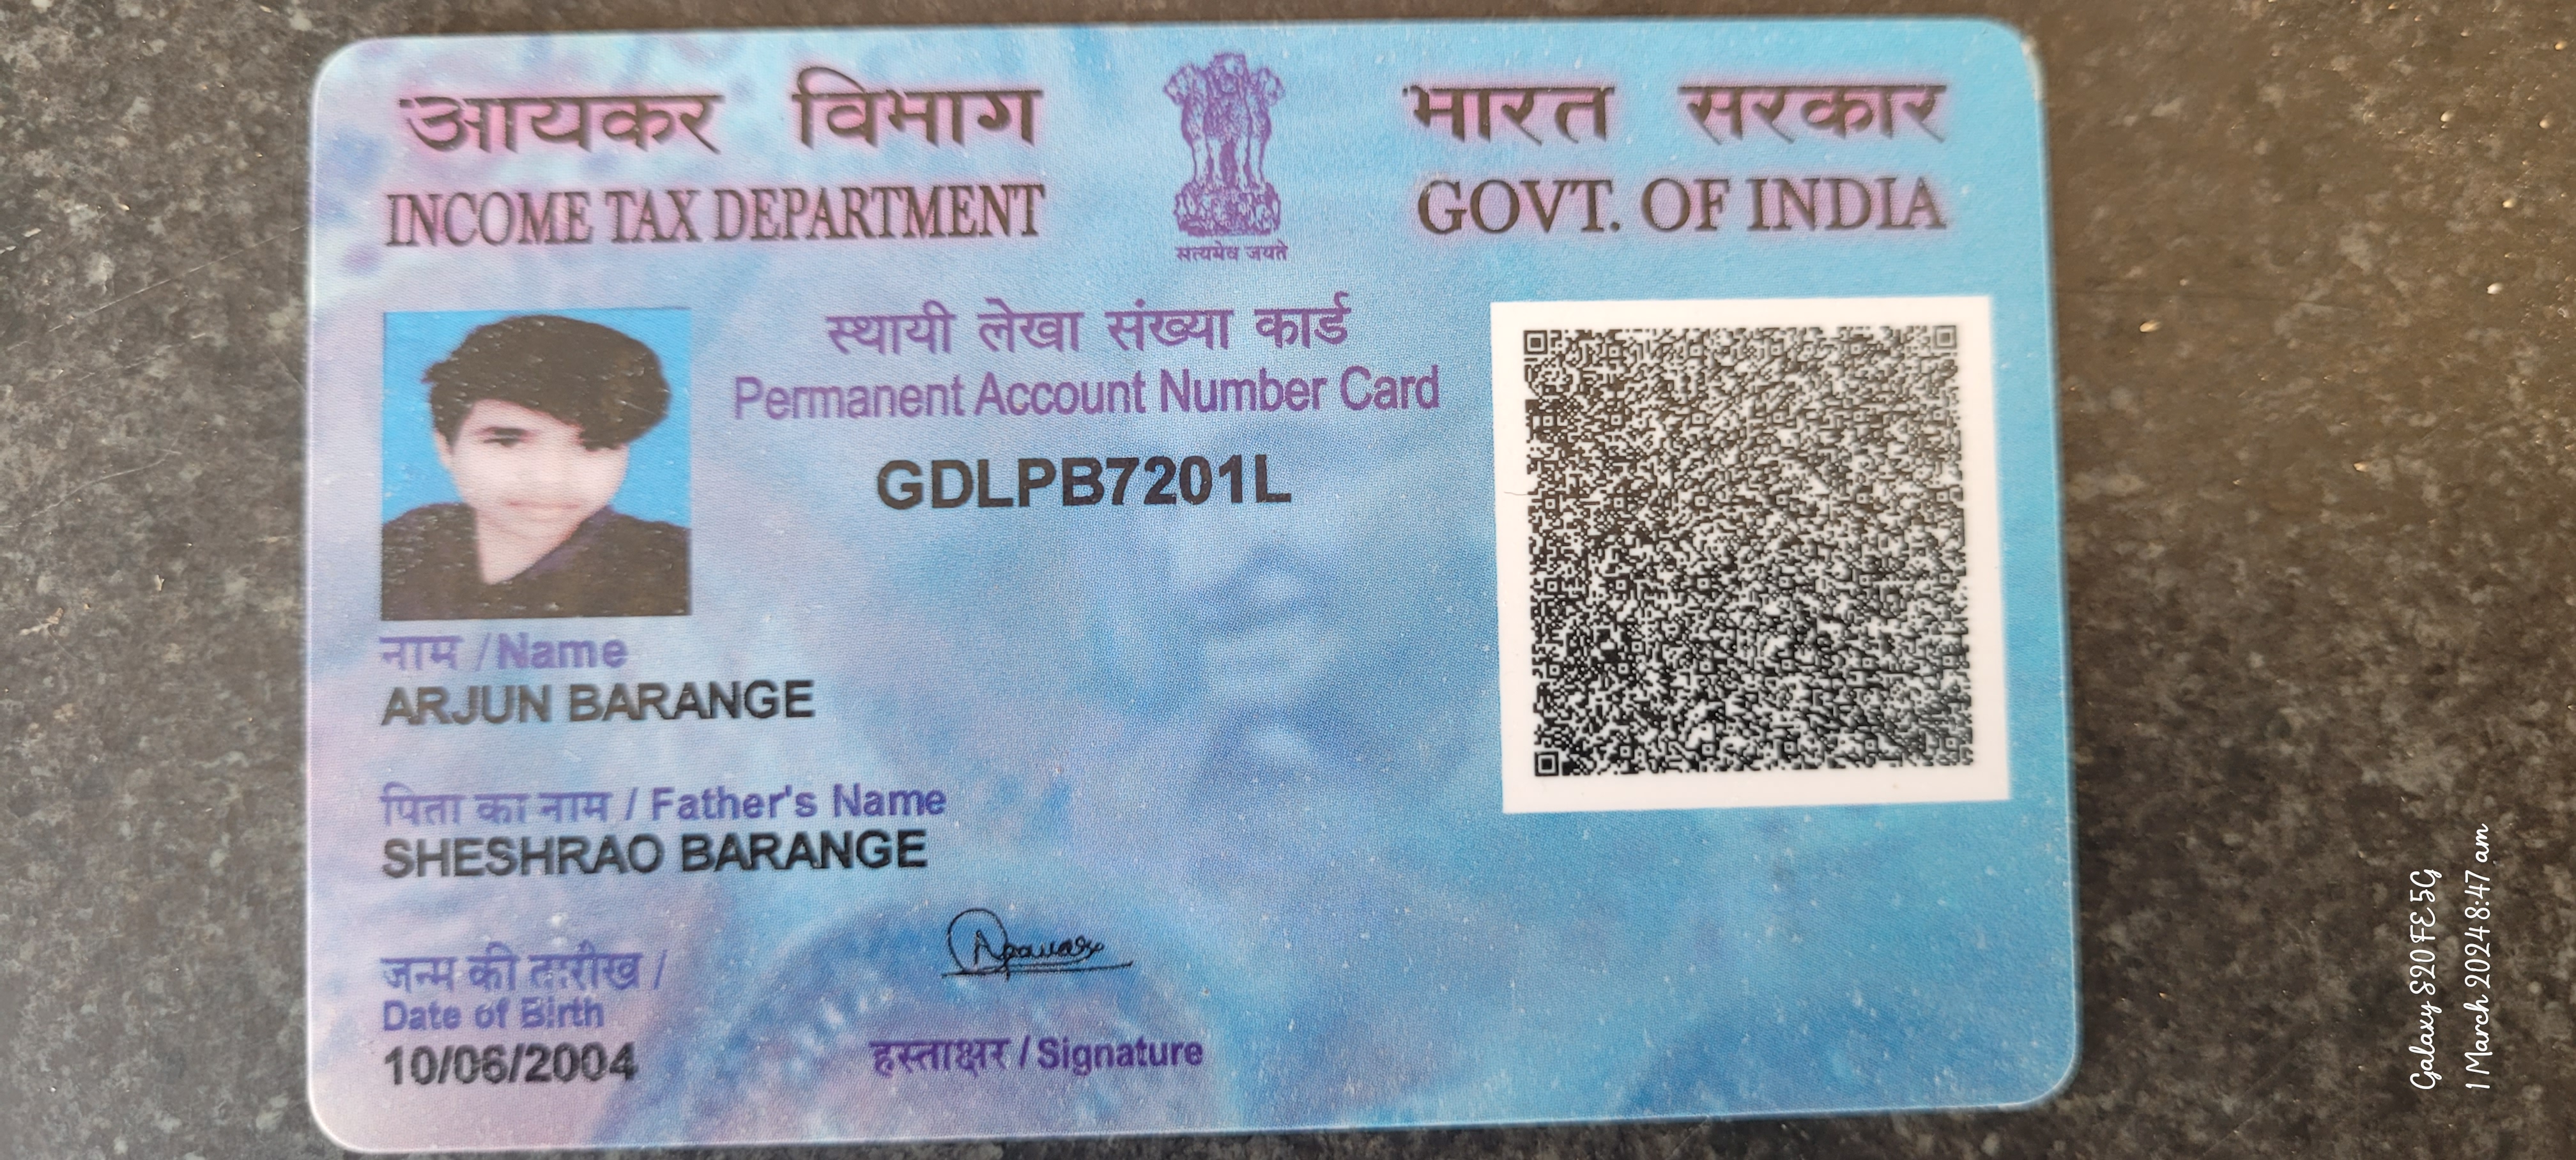 आयकर विभाग
INCOME TAX DEPARTMENT
सत्यमेव जयते
भारत सरकार
GOVT. OF INDIA
स्थायी लेखा संख्या कार्ड
Permanent Account Number Card
GDLPB7201L
नाम / Name
ARJUN BARANGE
पिता का नाम / Father's Name
SHESHRAO BARANGE
जन्म की तारीख /
Date of Birth
10/06/2004
हस्ताक्षर / Signature
Galaxy S20 FE 5G
1 March 2024 8:47 am